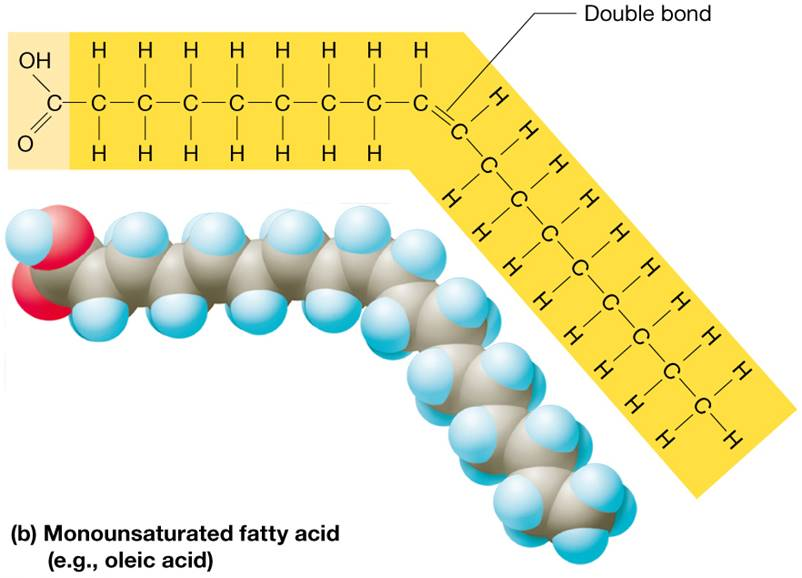 Double bond
H H H H H H H H
OH
C C C C C C C C C
O
H H H H H H H
H H H H H H H H H
C C C C C C C C C
H H H H H H H H H
(b) Monounsaturated fatty acid
(e.g., oleic acid)